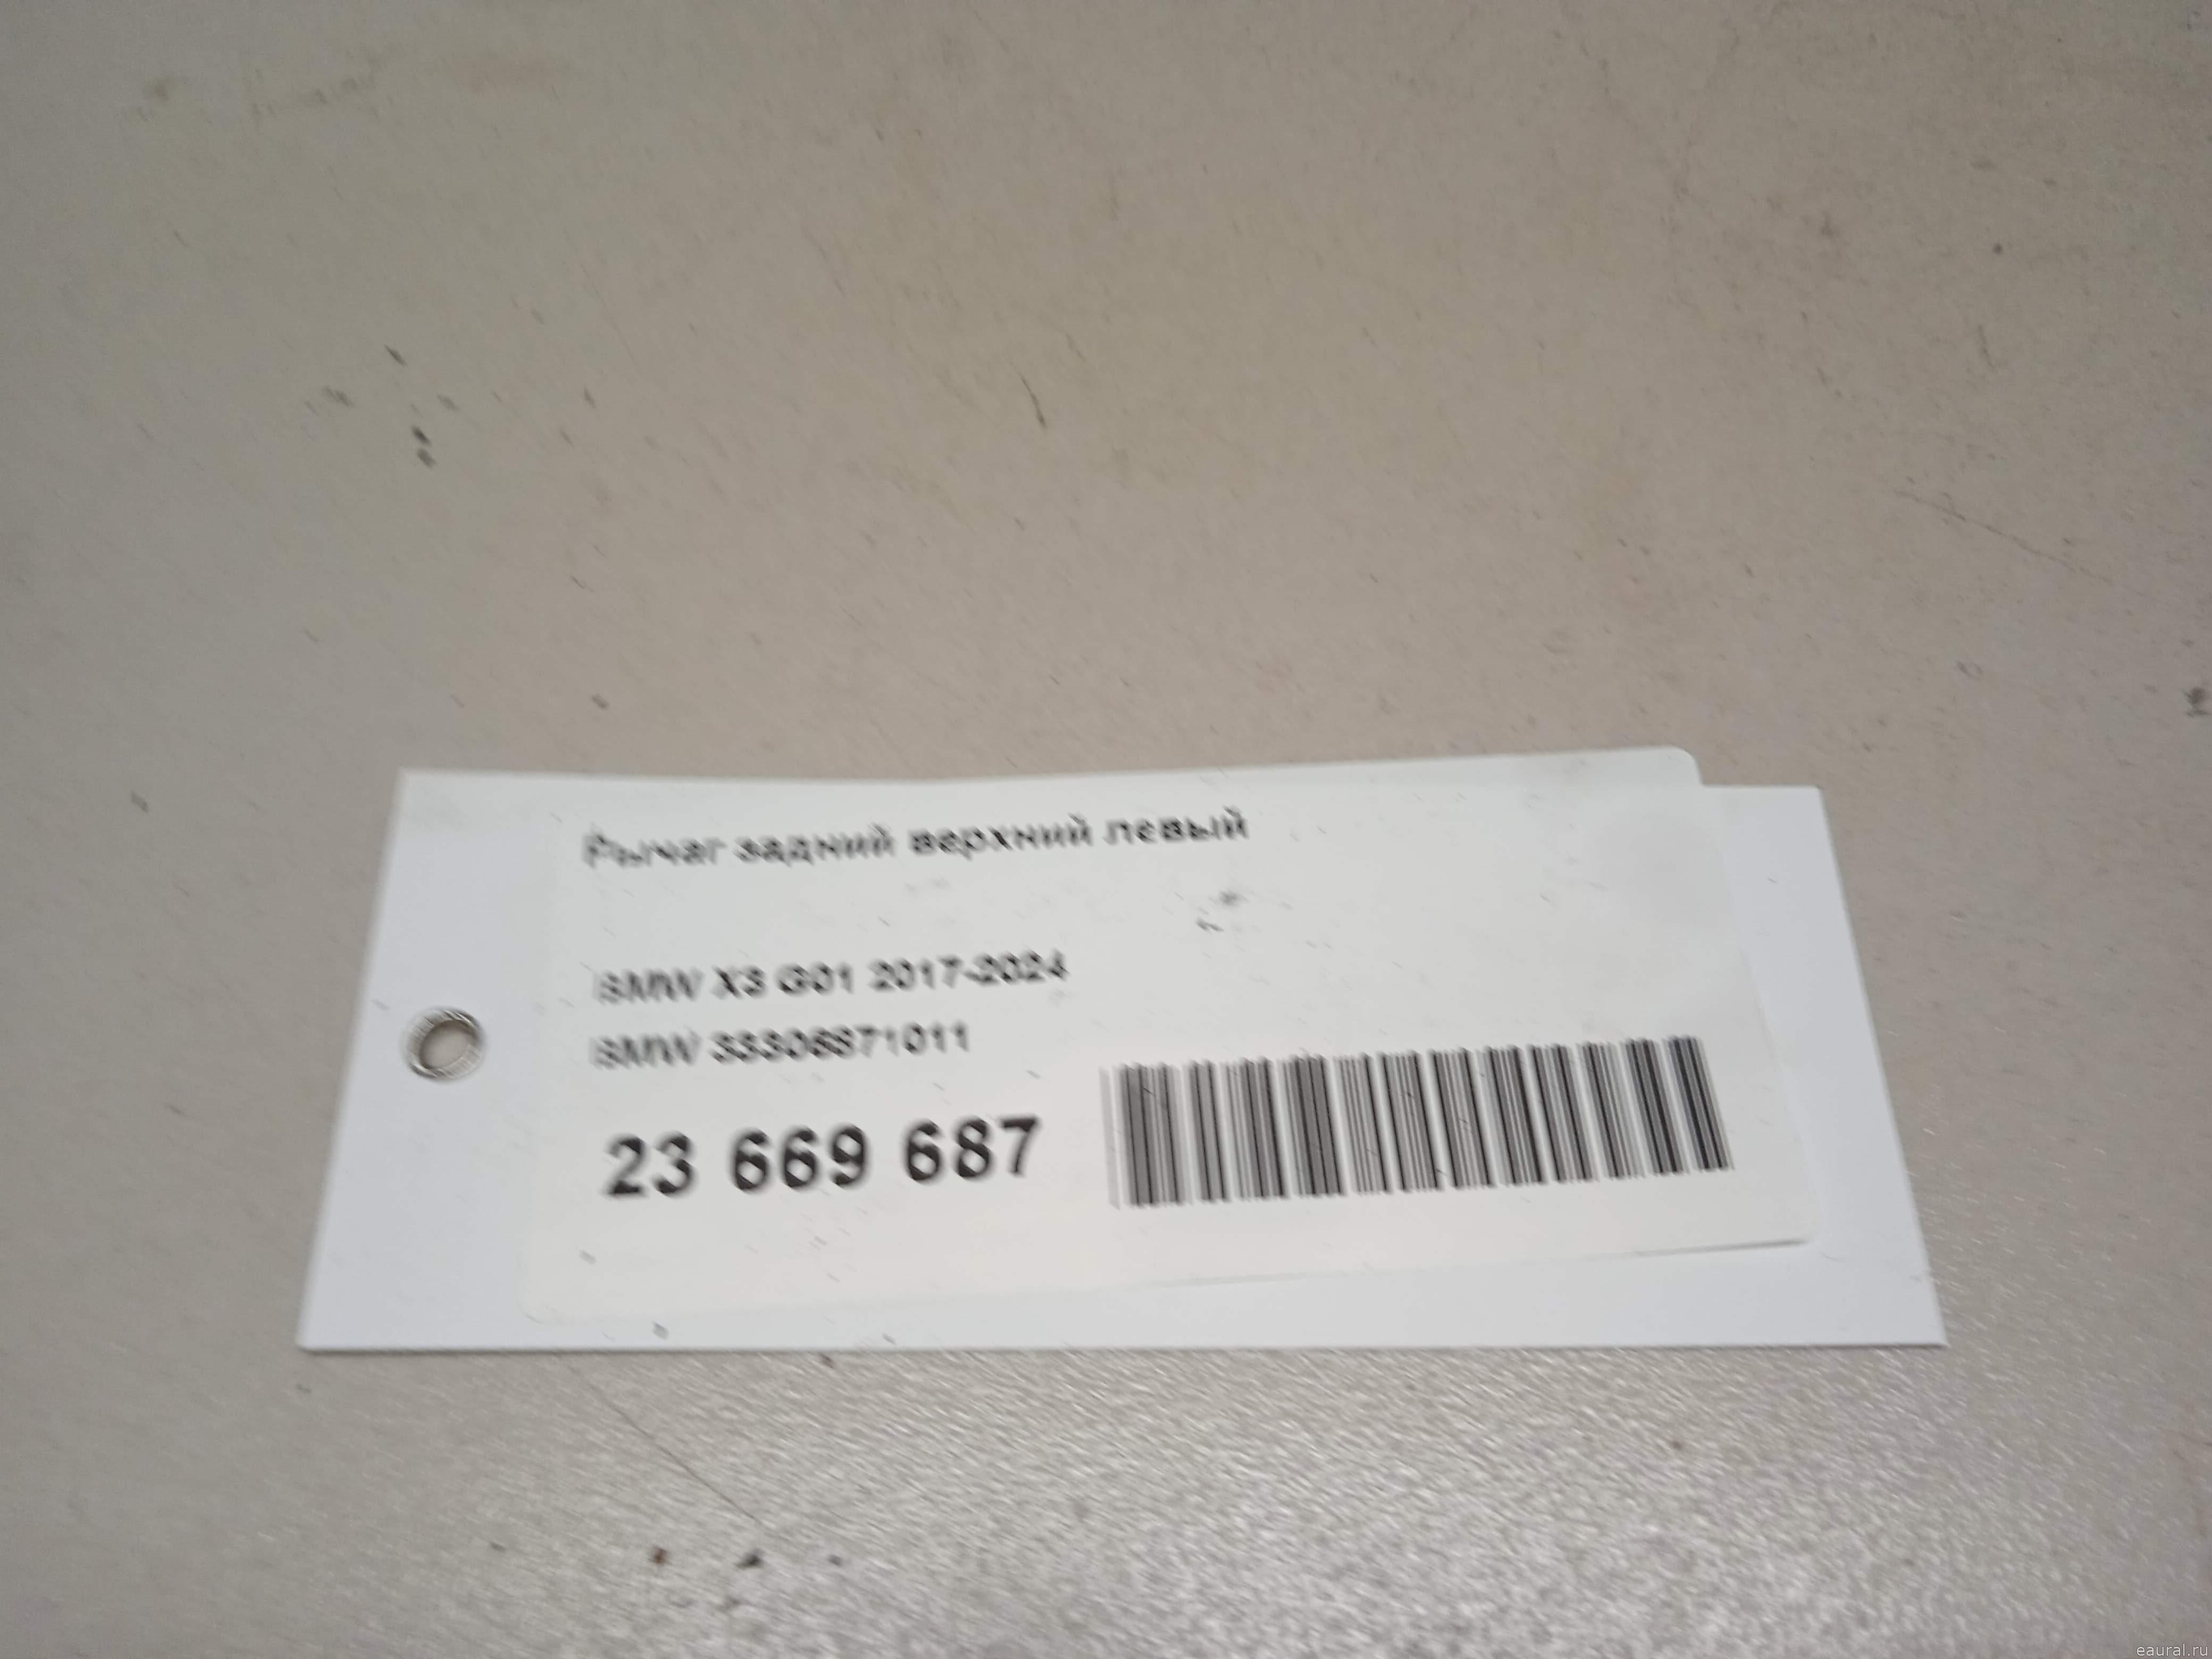 Рычаг задний верхний левый
BMW X3 G01 2017-2024
BMW 33306871011
23 669 687
eaural.ru